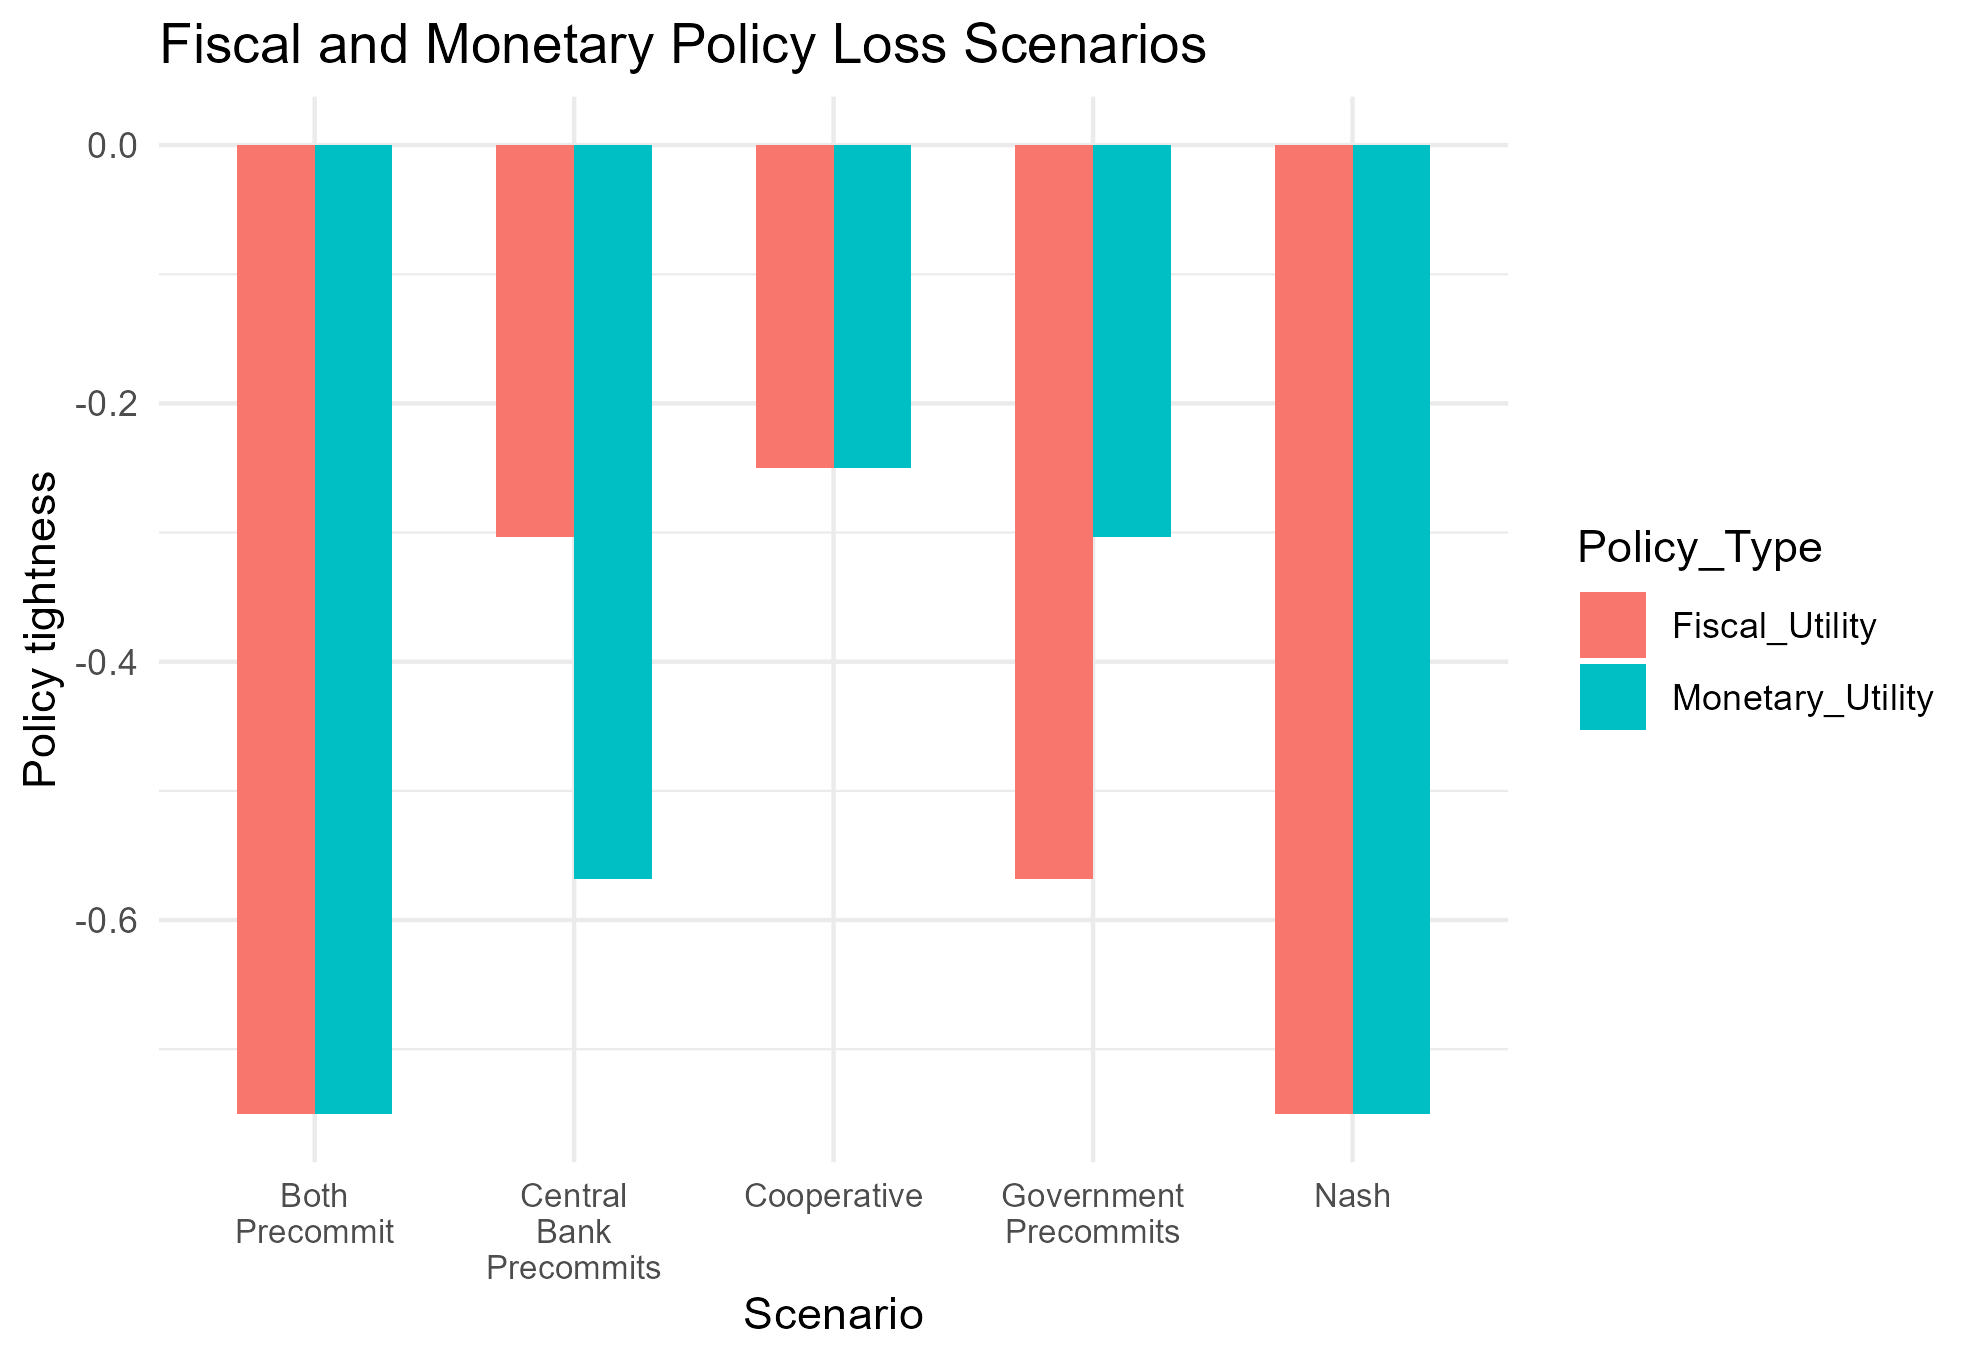 Fiscal and Monetary Policy Loss Scenarios
0.0
-0.2
-0.4
-0.6
Policy tightness
Both
Precommit
Central
Bank
Precommits
Cooperative
Government
Precommits
Nash
Scenario
Policy_Type
Fiscal_Utility
Monetary_Utility